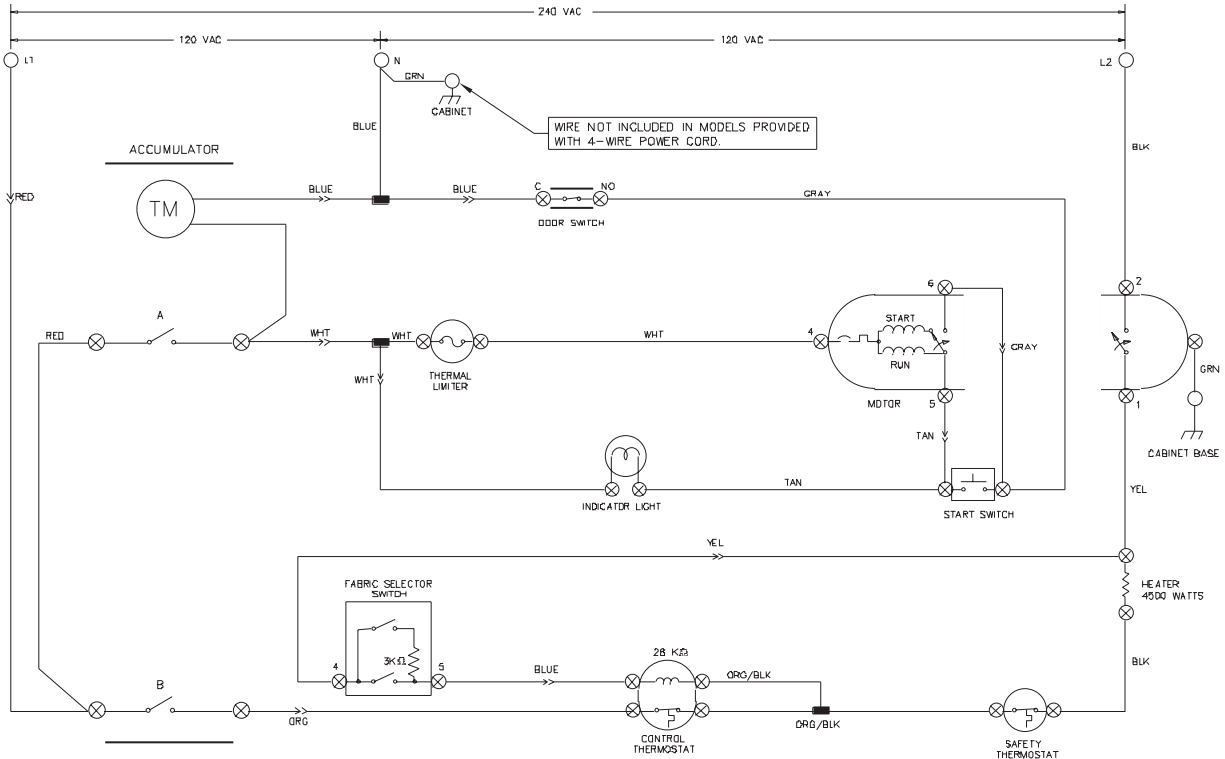 240 VAC
120 VAC
120 VAC
L1
N
L2
GRN
CABINET
BLUE
WIRE NOT INCLUDED IN MODELS PROVIDED
WITH 4-WIRE POWER CORD.
BLK
ACCUMULATOR
RED
TM
BLUE
BLUE
C
NO
GRAY
DOOR SWITCH
A
RED
WHT
WHT
WHT
THERMAL
LIMITER
WHT
4
6
START
RUN
MOTOR
5
GRAY
TAN
2
1
GRN
CABINET BASE
INDICATOR LIGHT
TAN
START SWITCH
YEL
YEL
FABRIC SELECTOR
SWITCH
HEATER
4500 WATTS
4
3KΩ
5
BLUE
28 KΩ
ORG/BLK
BLK
B
ORG
ORG/BLK
CONTROL
THERMOSTAT
SAFETY
THERMOSTAT